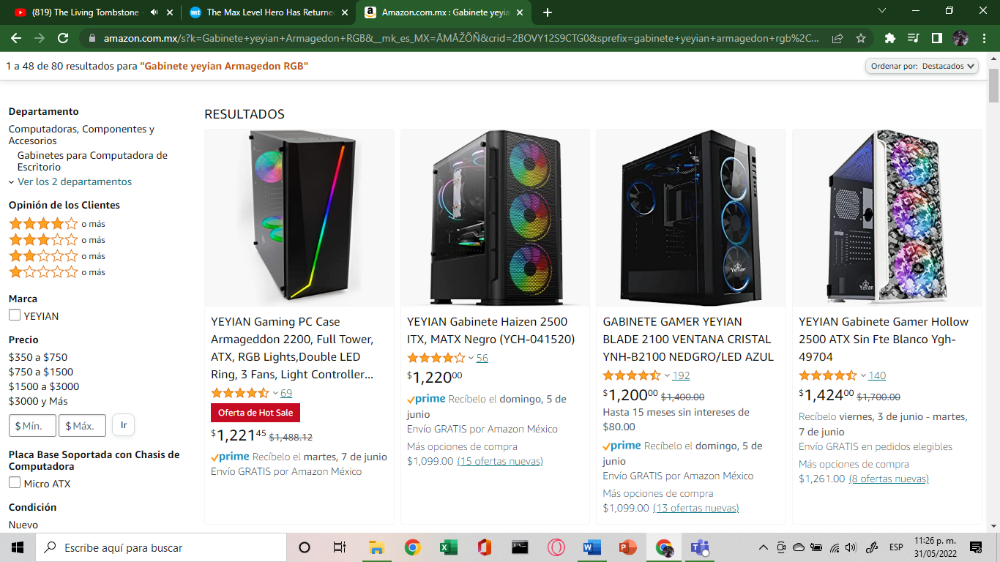 (819) The Living Tombstone -
The Max Level Hero Has Returned
Amazon.com.mx : Gabinete yeyia
amazon.com.mx/s?k=Gabinete+yeyian+Armagedon+RGB&__mk_es_MX=ÅMÅŽÕÑ&crid=2BOVY12S9CTG0&sprefix=gabinete+yeyian+armagedon+rgb%2C...
1 a 48 de 80 resultados para "Gabinete yeyian Armagedon RGB"
Ordenar por: Destacados
Departamento
Computadoras, Componentes y
Accesorios
Gabinetes para Computadora de
Escritorio
Ver los 2 departamentos
Opinión de los Clientes
o más
o más
o más
o más
Marca
YEYIAN
Precio
$350 a $750
$750 a $1500
$1500 a $3000
$3000 y Más
$ Mín.
$ Máx.
Ir
Placa Base Soportada con Chasis de
Computadora
Micro ATX
Condición
Nuevo
RESULTADOS
YEYIAN Gaming PC Case
Armageddon 2200, Full Tower,
ATX, RGB Lights,Double LED
Ring, 3 Fans, Light Controller...
69
Oferta de Hot Sale
$1,221.45 $1,488.12
prime Recíbelo el martes, 7 de junio
Envío GRATIS por Amazon México
YEYIAN Gabinete Haizen 2500
ITX, MATX Negro (YCH-041520)
56
$1,220.00
prime Recíbelo el domingo, 5 de
junio
Envío GRATIS por Amazon México
Más opciones de compra
$1,099.00 (15 ofertas nuevas)
Yeyian
GABINETE GAMER YEYIAN
BLADE 2100 VENTANA CRISTAL
YNH-B2100 NEDGRO/LED AZUL
192
$1,200.00 $1,400.00
Hasta 15 meses sin intereses de
$80.00
prime Recíbelo el domingo, 5 de
junio
Envío GRATIS por Amazon México
Más opciones de compra
$1,099.00 (13 ofertas nuevas)
Yeyian
Yeyian
YEYIAN Gabinete Gamer Hollow
2500 ATX Sin Fte Blanco Ygh-
49704
140
$1,424.00 $1,700.00
Recíbelo viernes, 3 de junio - martes,
7 de junio
Envío GRATIS en pedidos elegibles
Más opciones de compra
$1,261.00 (8 ofertas nuevas)
Escribe aquí para buscar
ESP
11:26 p. m.
31/05/2022